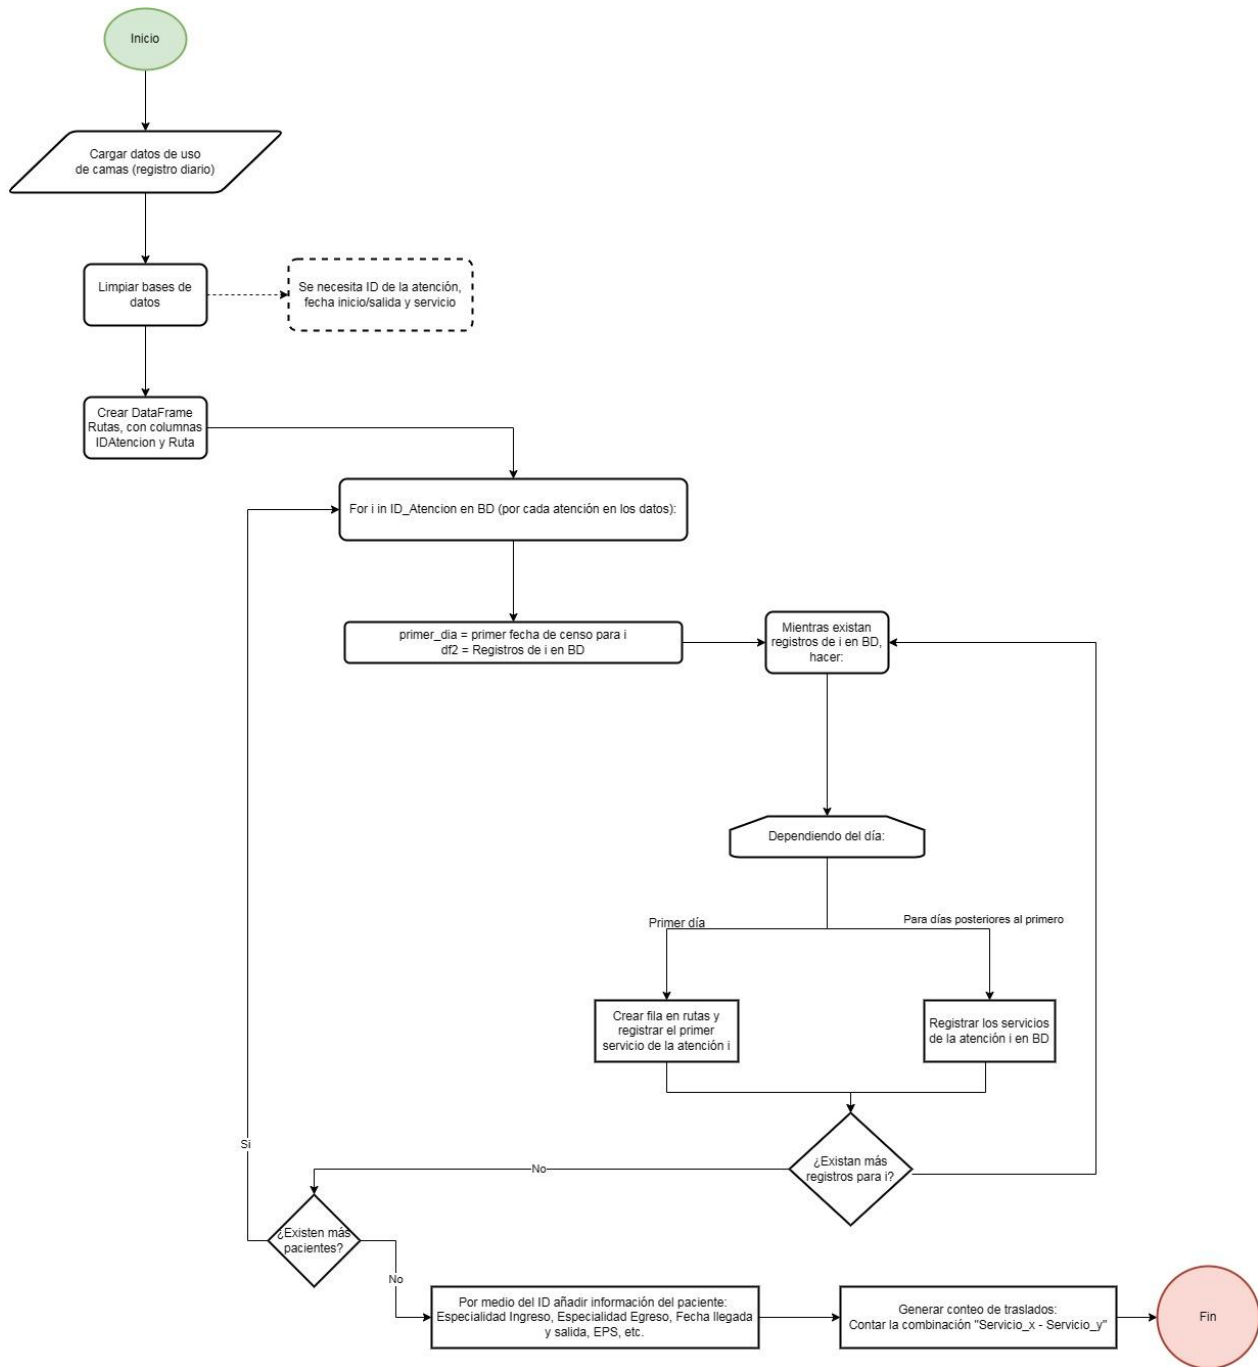 Inicio
Cargar datos de uso
de camas (registro diario)
Limpiar bases de
datos
Se necesita ID de la atención,
fecha inicio/salida y servicio
Crear DataFrame
Rutas, con columnas
IDAtencion y Ruta
For i in ID_Atencion en BD (por cada atención en los datos):
primer_dia = primer fecha de censo para i
df2 = Registros de i en BD
Mientras existan
registros de i en BD,
hacer:
Dependiendo del día:
Primer día
Para días posteriores al primero
Crear fila en rutas y
registrar el primer
servicio de la atención i
Registrar los servicios
de la atención i en BD
¿Existan más
registros para i?
No
Si
¿Existen más
pacientes?
No
Por medio del ID añadir información del paciente:
Especialidad Ingreso, Especialidad Egreso, Fecha llegada
y salida, EPS, etc.
Generar conteo de traslados:
Contar la combinación "Servicio_x - Servicio_y"
Fin